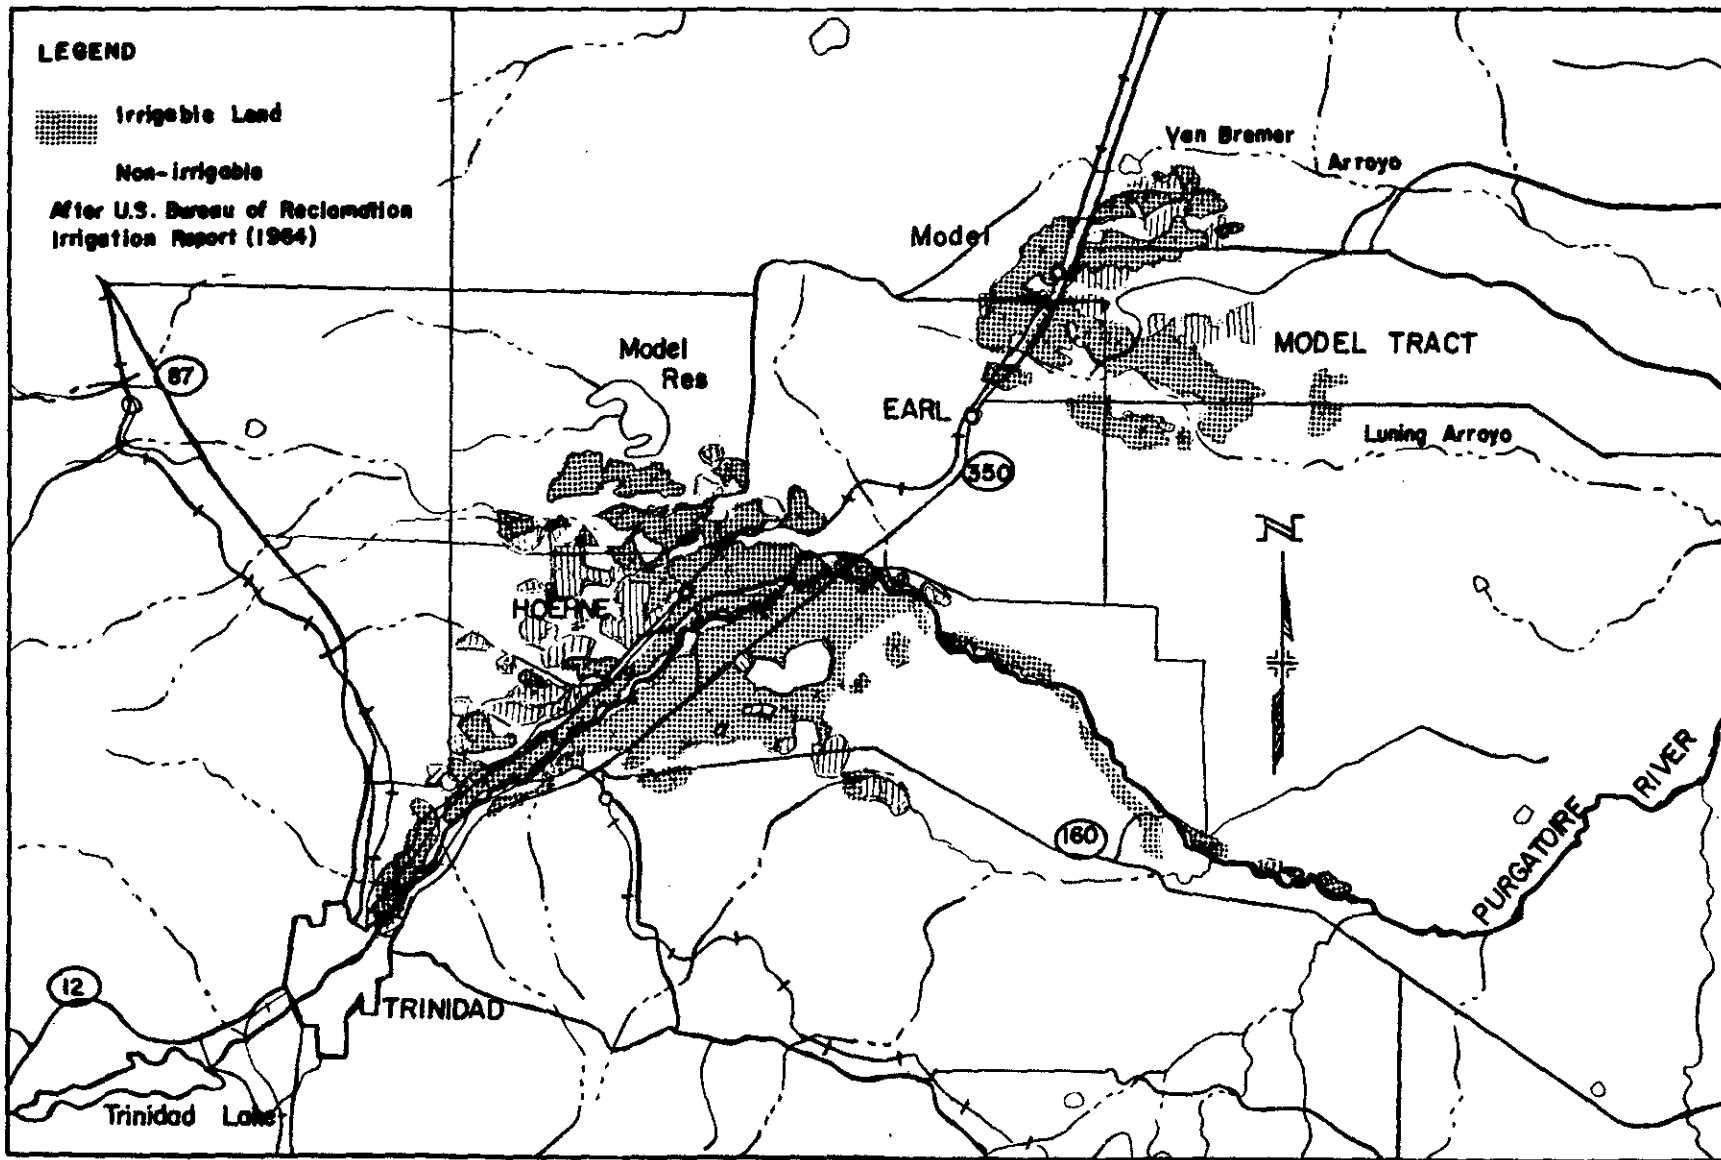 LEGEND
Irrigable Land
Non-irrigable
After U.S. Bureau of Reclamation
Irrigation Report (1964)
Van Bremer
Arroyo
Model
MODEL TRACT
Model
Res
87
EARL
Luning Arroyo
350
N
HOERNE
160
PURGATOIRE RIVER
12
TRINIDAD
Trinidad Lake